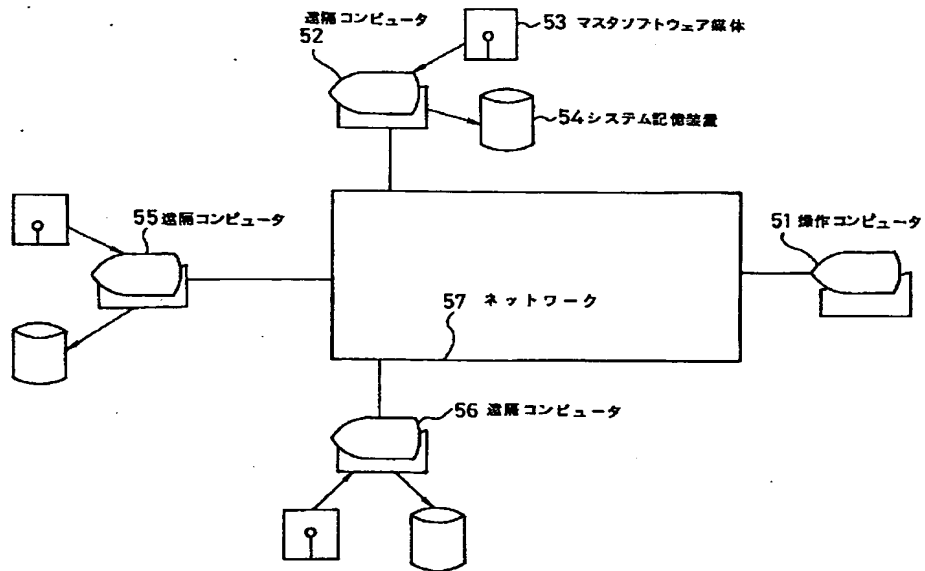 遠隔コンピュータ
52
53 マスタソフトウェア媒体
54 システム記憶装置
55 遠隔コンピュータ
51 操作コンピュータ
57 ネットワーク
56 遠隔コンピュータ